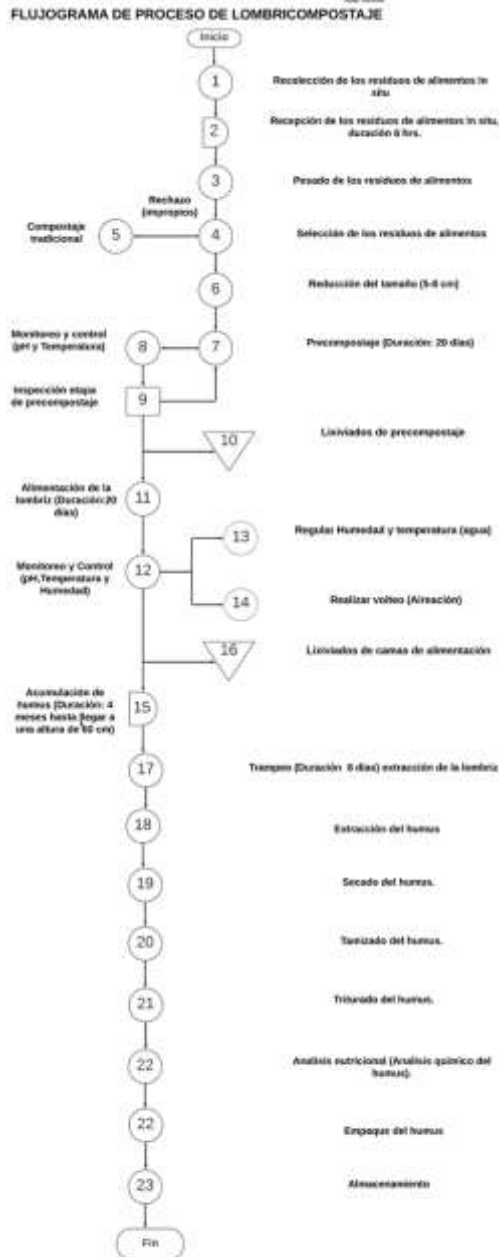 FLUJOGRAMA DE PROCESO DE LOMBRICOMPOSTAJE
Inicio
1
Recolección de los residuos de alimentos in
situ
2
Recepción de los residuos de alimentos in situ,
duración 6 hrs.
3
Pesado de los residuos de alimentos
Rechazo
(impropios)
Compostaje
tradicional
5
4
Selección de los residuos de alimentos
6
Reducción del tamaño (5-8 cm)
Monitoreo y control
(pH y Temperatura)
8
7
Precompostaje (Duración: 20 días)
Inspección etapa
de precompostaje
9
10
Lixiviados de precompostaje
Alimentación de la
lombriz (Duración:20
días)
11
13
Regular Humedad y temperatura (agua)
Monitoreo y Control
(pH,Temperatura y
Humedad)
12
14
Realizar volteo (Aireación)
16
Lixiviados de camas de alimentación
Acumulación de
humus (Duración: 4
meses hasta llegar a
una altura de 60 cm)
15
17
Trampeo (Duración 8 días) extracción de la lombriz
18
Extracción del humus
19
Secado del humus.
20
Tamizado del humus.
21
Triturado del humus.
22
Analisis nutricional (Analisis químico del
humus)
22
Empaque del humus
23
Almacenamiento
Fin